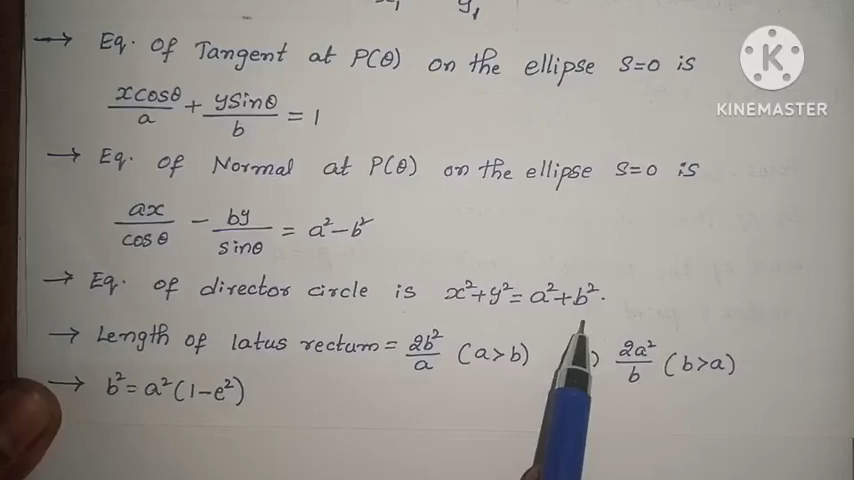 y₁
→ Eq. of Tangent at P(θ) on the ellipse S=0 is
xcosθ/a + ysinθ/b = 1
→ Eq. of Normal at P(θ) on the ellipse S=0 is
ax/cosθ − by/sinθ = a²−b²
→ Eq. of director circle is x²+y²=a²+b².
→ Length of latus rectum = 2b²/a (a>b) ) 2a²/b (b>a)
→ b²=a²(1−e²)
KINEMASTER